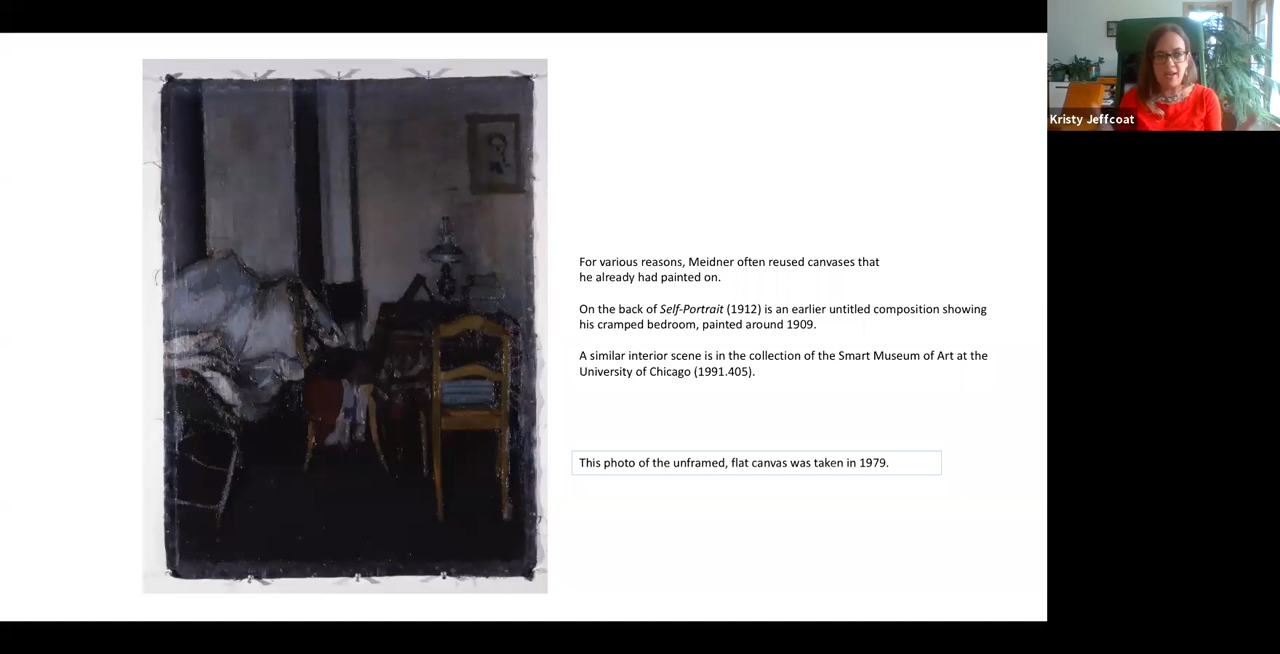 Kristy Jeffcoat
For various reasons, Meidner often reused canvases that
he already had painted on.
On the back of Self-Portrait (1912) is an earlier untitled composition showing
his cramped bedroom, painted around 1909.
A similar interior scene is in the collection of the Smart Museum of Art at the
University of Chicago (1991.405).
This photo of the unframed, flat canvas was taken in 1979.